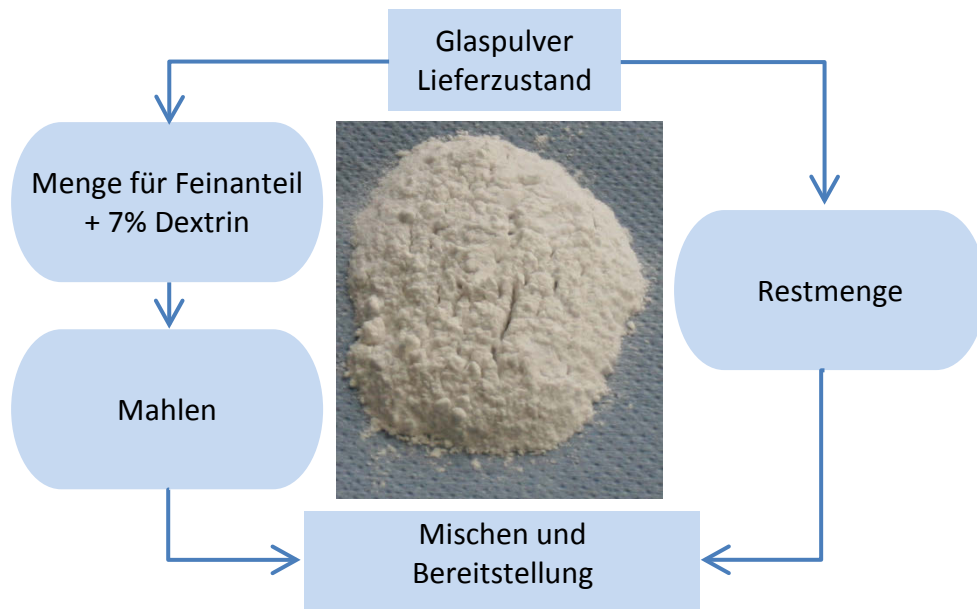 Glaspulver
Lieferzustand
Menge für Feinanteil
+ 7% Dextrin
Restmenge
Mahlen
Mischen und
Bereitstellung